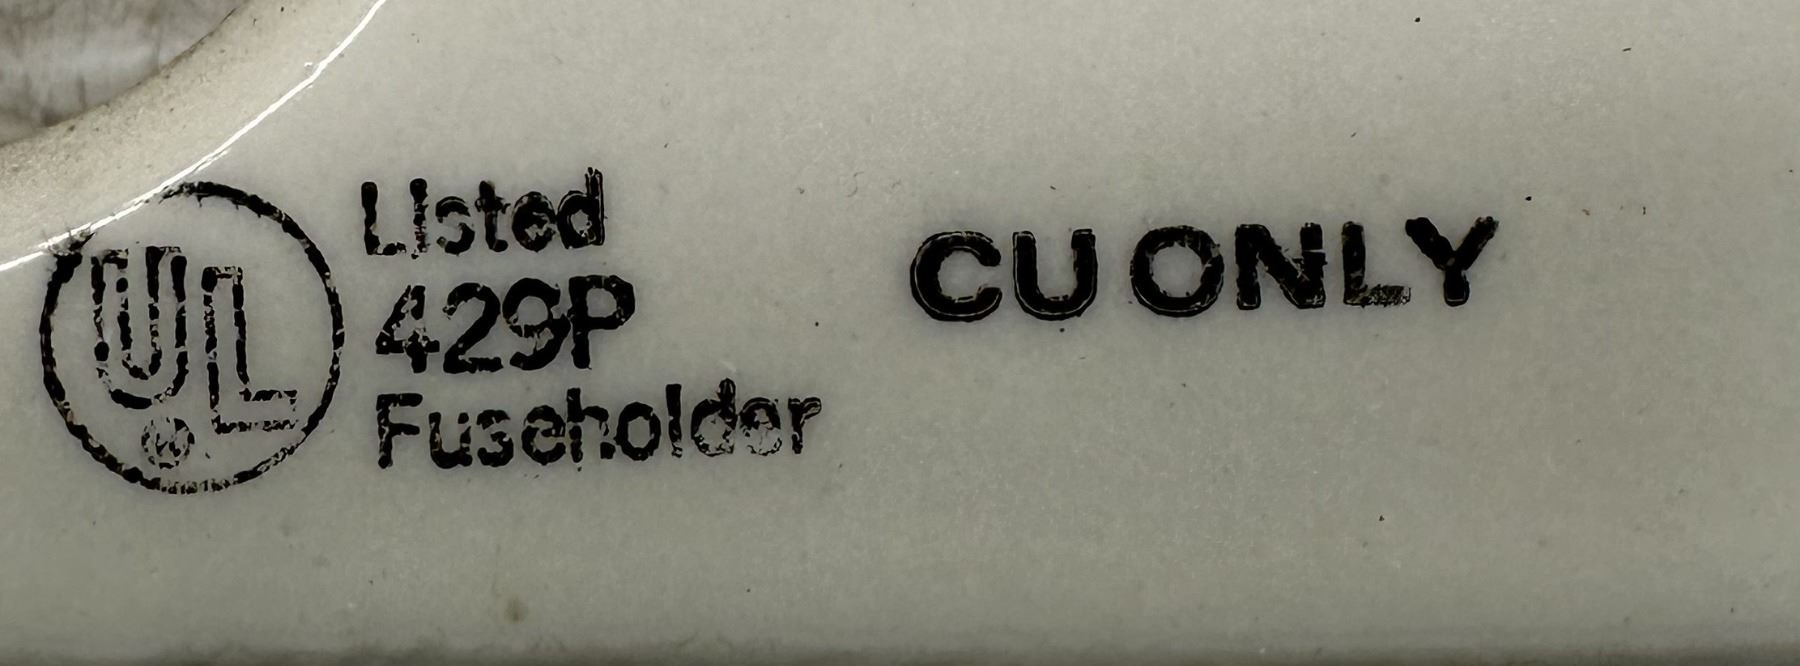 UL
®
Listed
429P
Fuseholder
CU ONLY